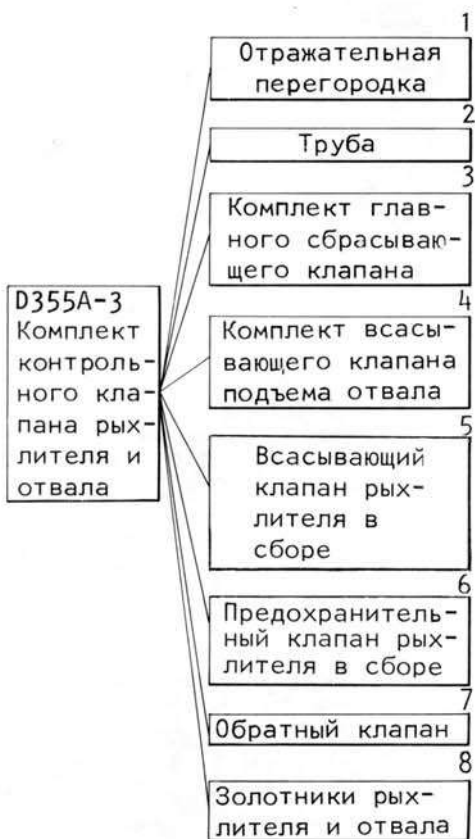 1
Отражательная
перегородка
2
Труба
3
Комплект глав-
ного сбрасываю-
щего клапана
D355A-3
Комплект
контроль-
ного кла-
пана рых-
лителя и
отвала
4
Комплект всасы-
вающего клапана
подъема отвала
5
Всасывающий
клапан рых-
лителя в
сборе
6
Предохранитель-
ный клапан рых-
лителя в сборе
7
Обратный клапан
8
Золотники рых-
лителя и отвала